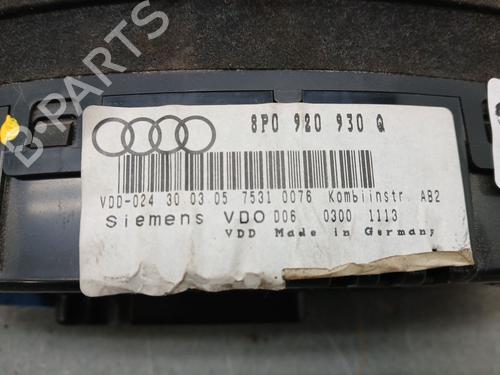 8P0 920 930 Q
VDD-024 30.03.05 7531 0076 Kombiinstr. AB2
Siemens VDO D06 0300 1113
VDD Made in Germany
B-PARTS